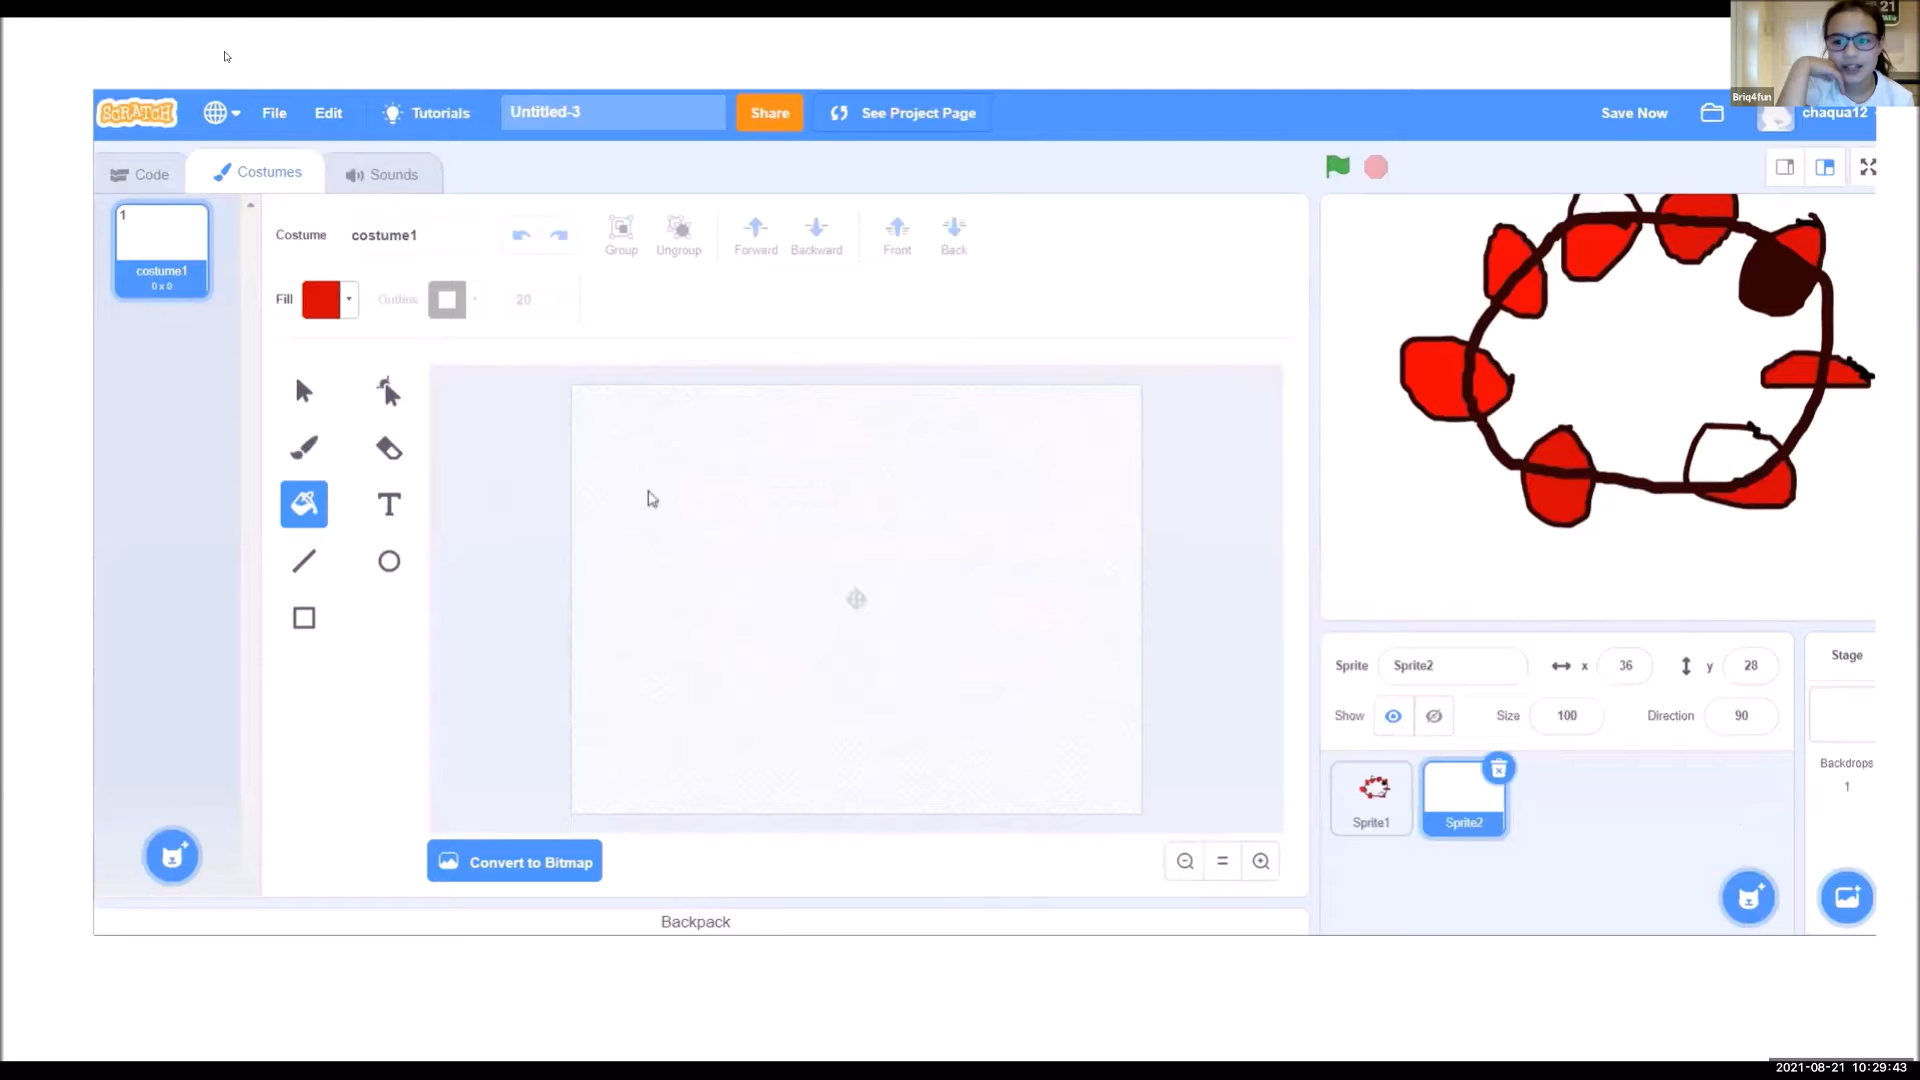 21
Briq4fun
SCRATCH
File
Edit
Tutorials
Untitled-3
Share
See Project Page
Save Now
chaqua12
Code
Costumes
Sounds
1
costume1
0 x 0
Costume
costume1
Group
Ungroup
Forward
Backward
Front
Back
Fill
Outline
20
T
Convert to Bitmap
=
Backpack
Sprite
Sprite2
x
36
y
28
Show
Size
100
Direction
90
Sprite1
Sprite2
Stage
Backdrops
1
2021-08-21 10:29:43